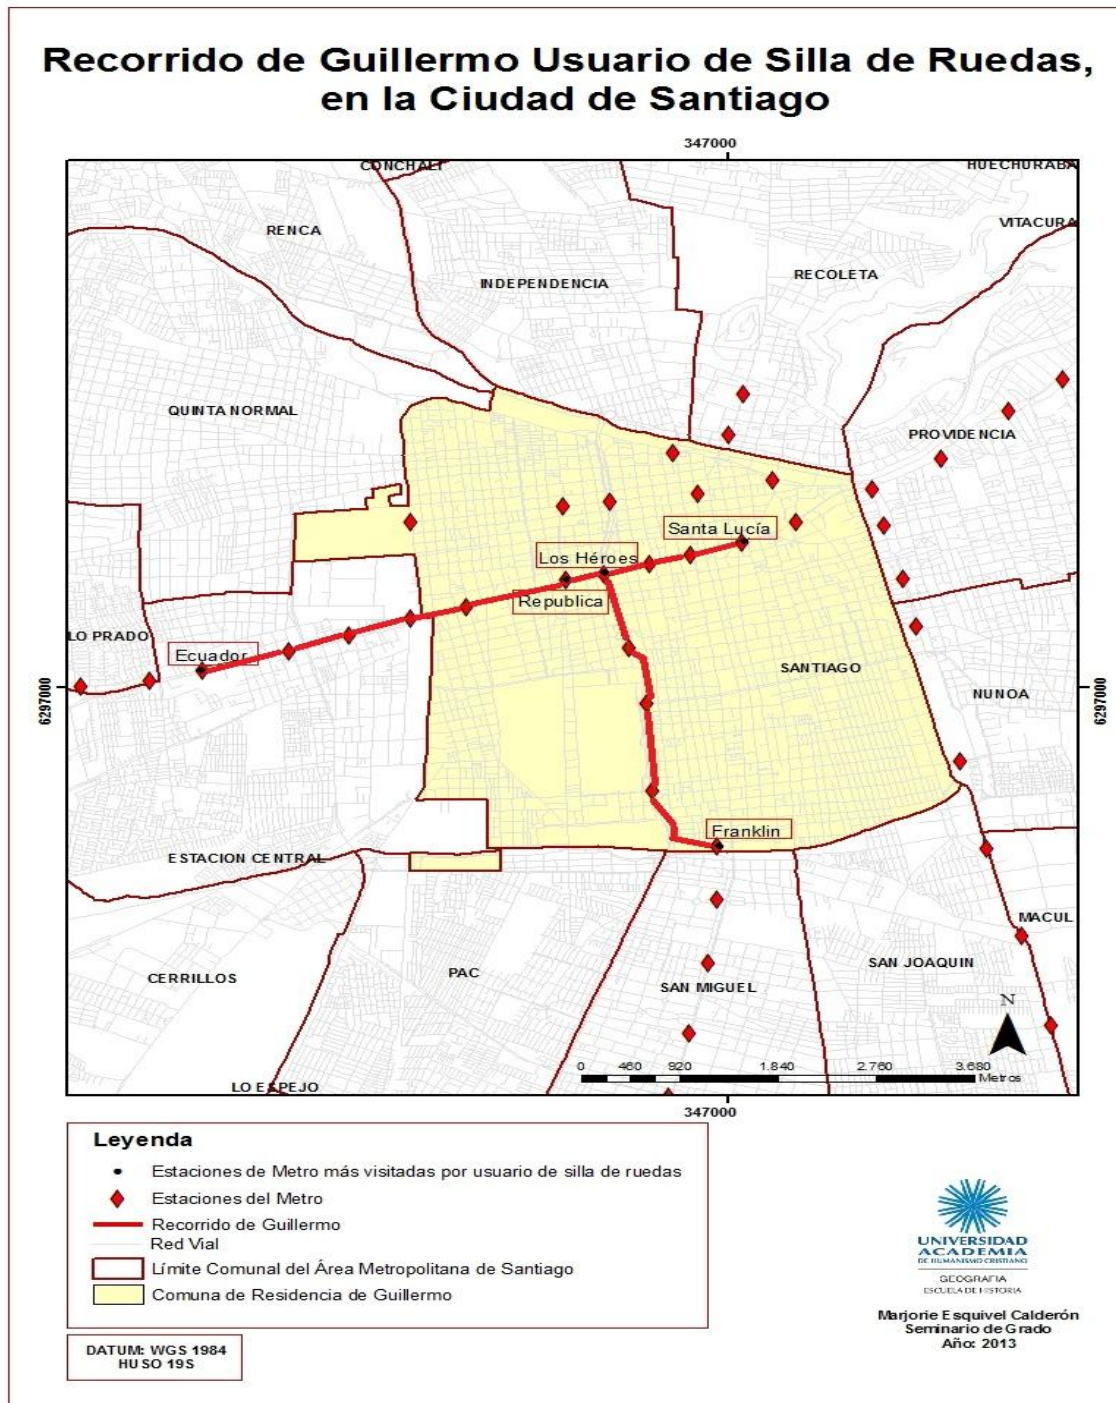 Recorrido de Guillermo Usuario de Silla de Ruedas,
en la Ciudad de Santiago
347000
CONCHALI
HUECHURABA
VITACURA
RENCA
INDEPENDENCIA
RECOLETA
QUINTA NORMAL
PROVIDENCIA
Santa Lucía
Los Héroes
Republica
LO PRADO
Ecuador
SANTIAGO
NUNOA
6297000
6297000
Franklin
ESTACION CENTRAL
MACUL
CERRILLOS
PAC
SAN MIGUEL
SAN JOAQUIN
N
LO ESPEJO
0 460 920 1.840 2.760 3.680
Metros
347000
Leyenda
Estaciones de Metro más visitadas por usuario de silla de ruedas
Estaciones del Metro
Recorrido de Guillermo
Red Vial
Límite Comunal del Área Metropolitana de Santiago
Comuna de Residencia de Guillermo
UNIVERSIDAD
ACADEMIA
DE HUMANISMO CRISTIANO
GEOGRAFIA
ESCUELA DE HISTORIA
Marjorie Esquivel Calderón
Seminario de Grado
Año: 2013
DATUM: WGS 1984
HUSO 19S